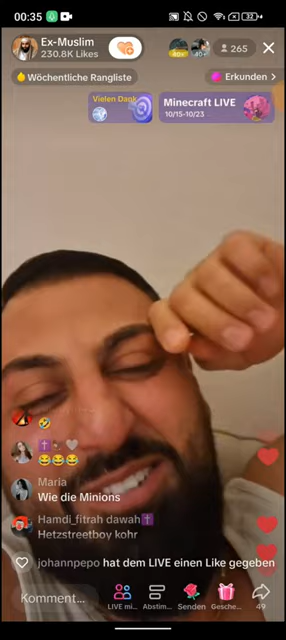 00:35
32
Ex-Muslim
230.8K Likes
265
Wöchentliche Rangliste
Erkunden >
Vielen Dank
Minecraft LIVE
10/15-10/23
Maria
Wie die Minions
Hamdi_fitrah dawah
Hetzstreetboy kohr
johannpepo hat dem LIVE einen Like gegeben
Komment...
LIVE mi...
Abstim...
Senden
Gesche...
49